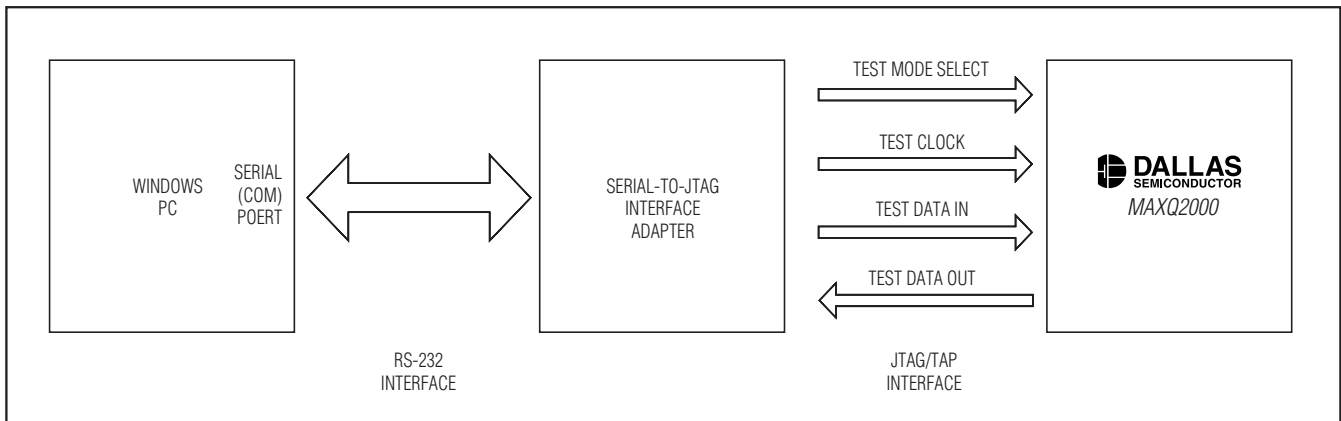 WINDOWS
PC
SERIAL
(COM)
POERT
RS-232
INTERFACE
SERIAL-TO-JTAG
INTERFACE
ADAPTER
TEST MODE SELECT
TEST CLOCK
TEST DATA IN
TEST DATA OUT
JTAG/TAP
INTERFACE
DALLAS
SEMICONDUCTOR
MAXQ2000